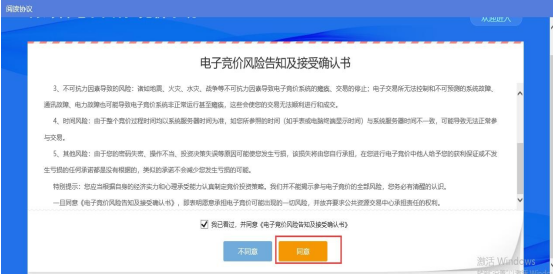 阅读协议
欢迎进入
电子竞价风险告知及接受确认书
3、不可抗力因素导致的风险：诸如地震、火灾、水灾、战争等不可抗力因素导致电子竞价系统的瘫痪、交易的停止；电子交易所无法控制和不可预测的系统故障、
通讯故障、电力故障也可能导致电子竞价系统非正常运行甚至瘫痪，这些会使您的交易无法顺利进行和成交。
4、时间风险：由于整个竞价过程时间均以系统服务器时间为准，如您所参照的时间（如手表或电脑终端显示时间）与系统服务器时间不一致，可能导致无法正常参
与交易。
5、其他风险：由于您的密码失密、操作不当、投资决策失误等原因可能使您发生亏损，该损失将由您自行承担，在您进行电子竞价中他人给予您的获利保证或不发
生亏损的任何承诺都是没有根据的，类似的承诺不会减少您发生亏损的可能。
特别提示：您应当根据自身的经济实力和心理承受能力认真制定竞价投资策略。我们并不能揭示参与电子竞价的全部风险，您务必有清醒的认识。
一旦同意《电子竞价风险告知及接受确认书》，即表明愿意承担电子竞价可能出现的一切风险，并放弃要求公共资源交易中心承担责任的权利。
我已看过，并同意《电子竞价风险告知及接受确认书》
不同意
同意
激活 Windows